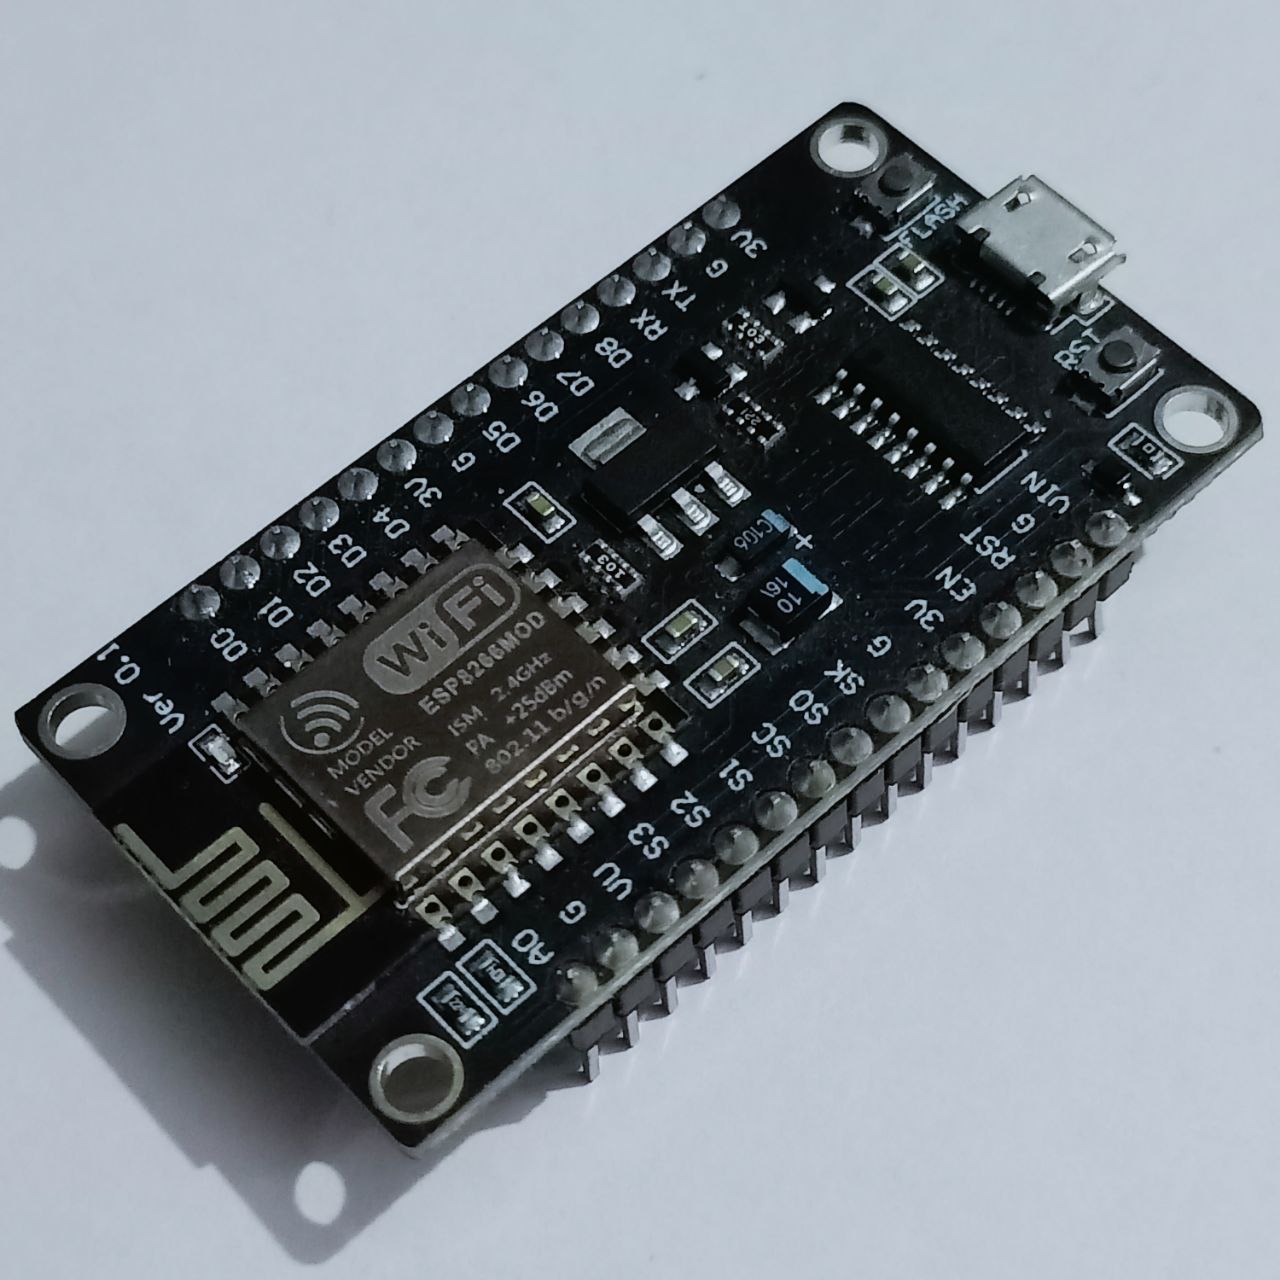 3V
G
TX
RX
D8
D7
D6
D5
G
3V
D4
D3
D2
D1
D0
Ver 0.1
FLASH
RST
WiFi
ESP8266MOD
MODEL
VENDOR
ISM 2.4GHz
PA +25dBm
802.11 b/g/n
FC
103
C106
+
10
16V
VIN
G
RST
EN
3V
G
SK
SO
SC
S1
S2
S3
VU
G
A0